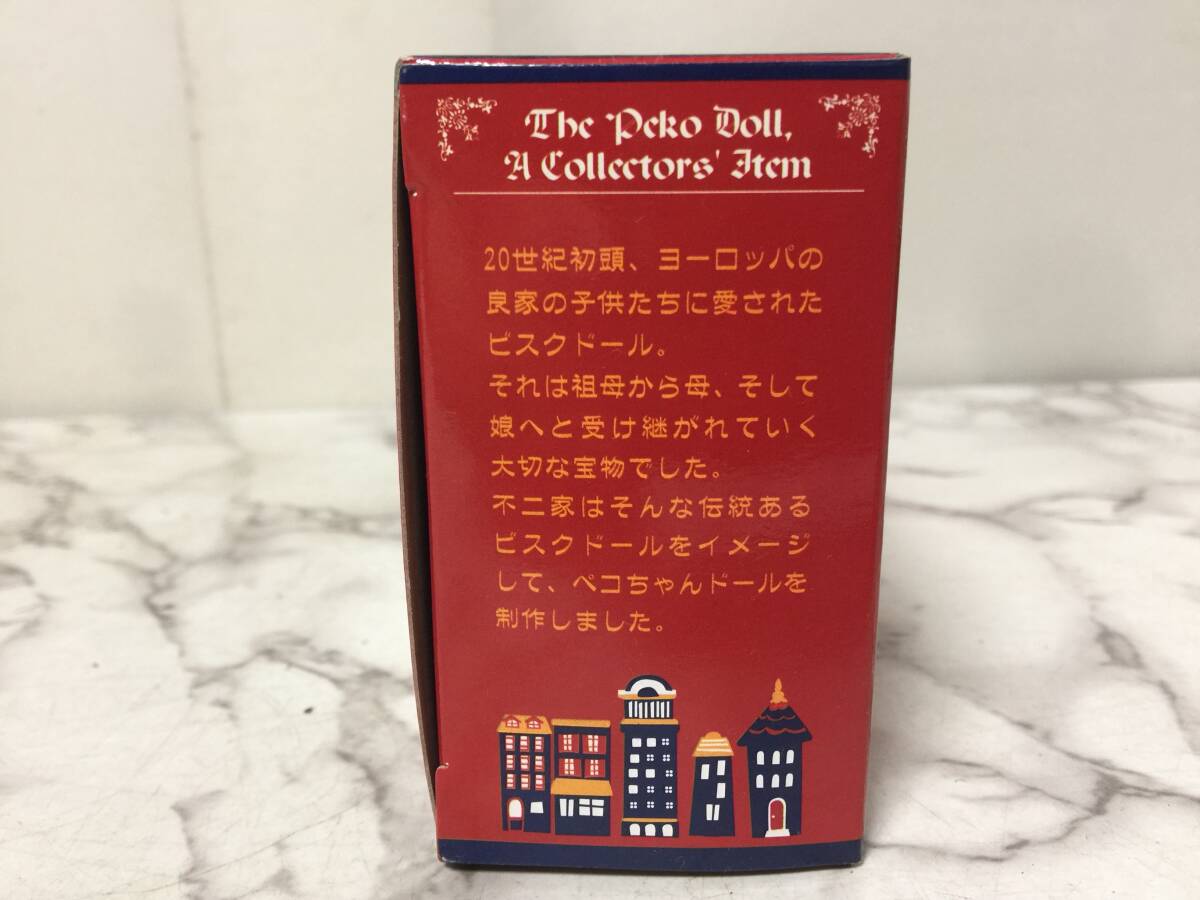 The Peko Doll,
A Collectors' Item
20世紀初頭、ヨーロッパの
良家の子供たちに愛された
ビスクドール。
それは祖母から母、そして
娘へと受け継がれていく
大切な宝物でした。
不二家はそんな伝統ある
ビスクドールをイメージ
して、ペコちゃんドールを
制作しました。